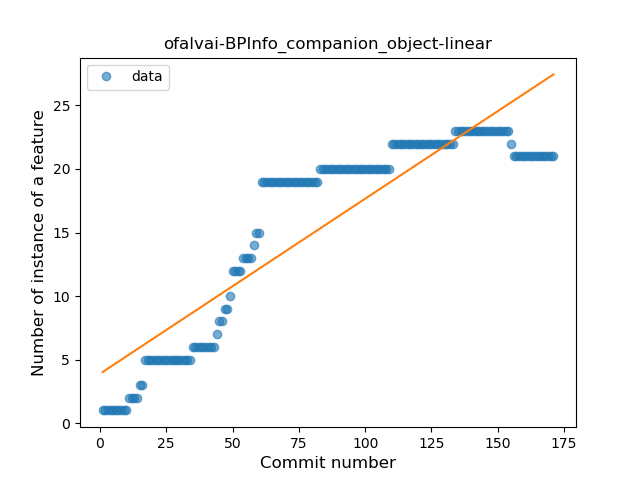 ofalvai-BPInfo_companion_object-linear
data
Number of instance of a feature
25
20
15
10
5
0
0 25 50 75 100 125 150 175
Commit number